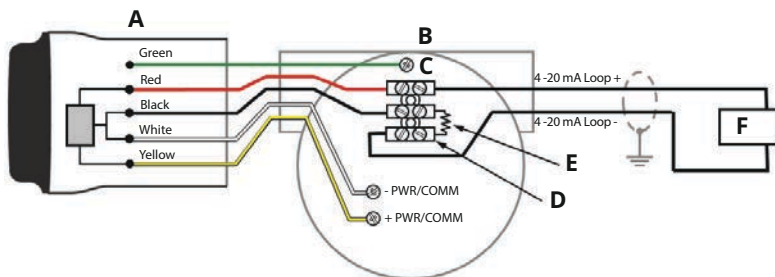 A
B
Green
C
Red
4 -20 mA Loop +
Black
4 -20 mA Loop -
F
White
E
Yellow
D
- PWR/COMM
+ PWR/COMM